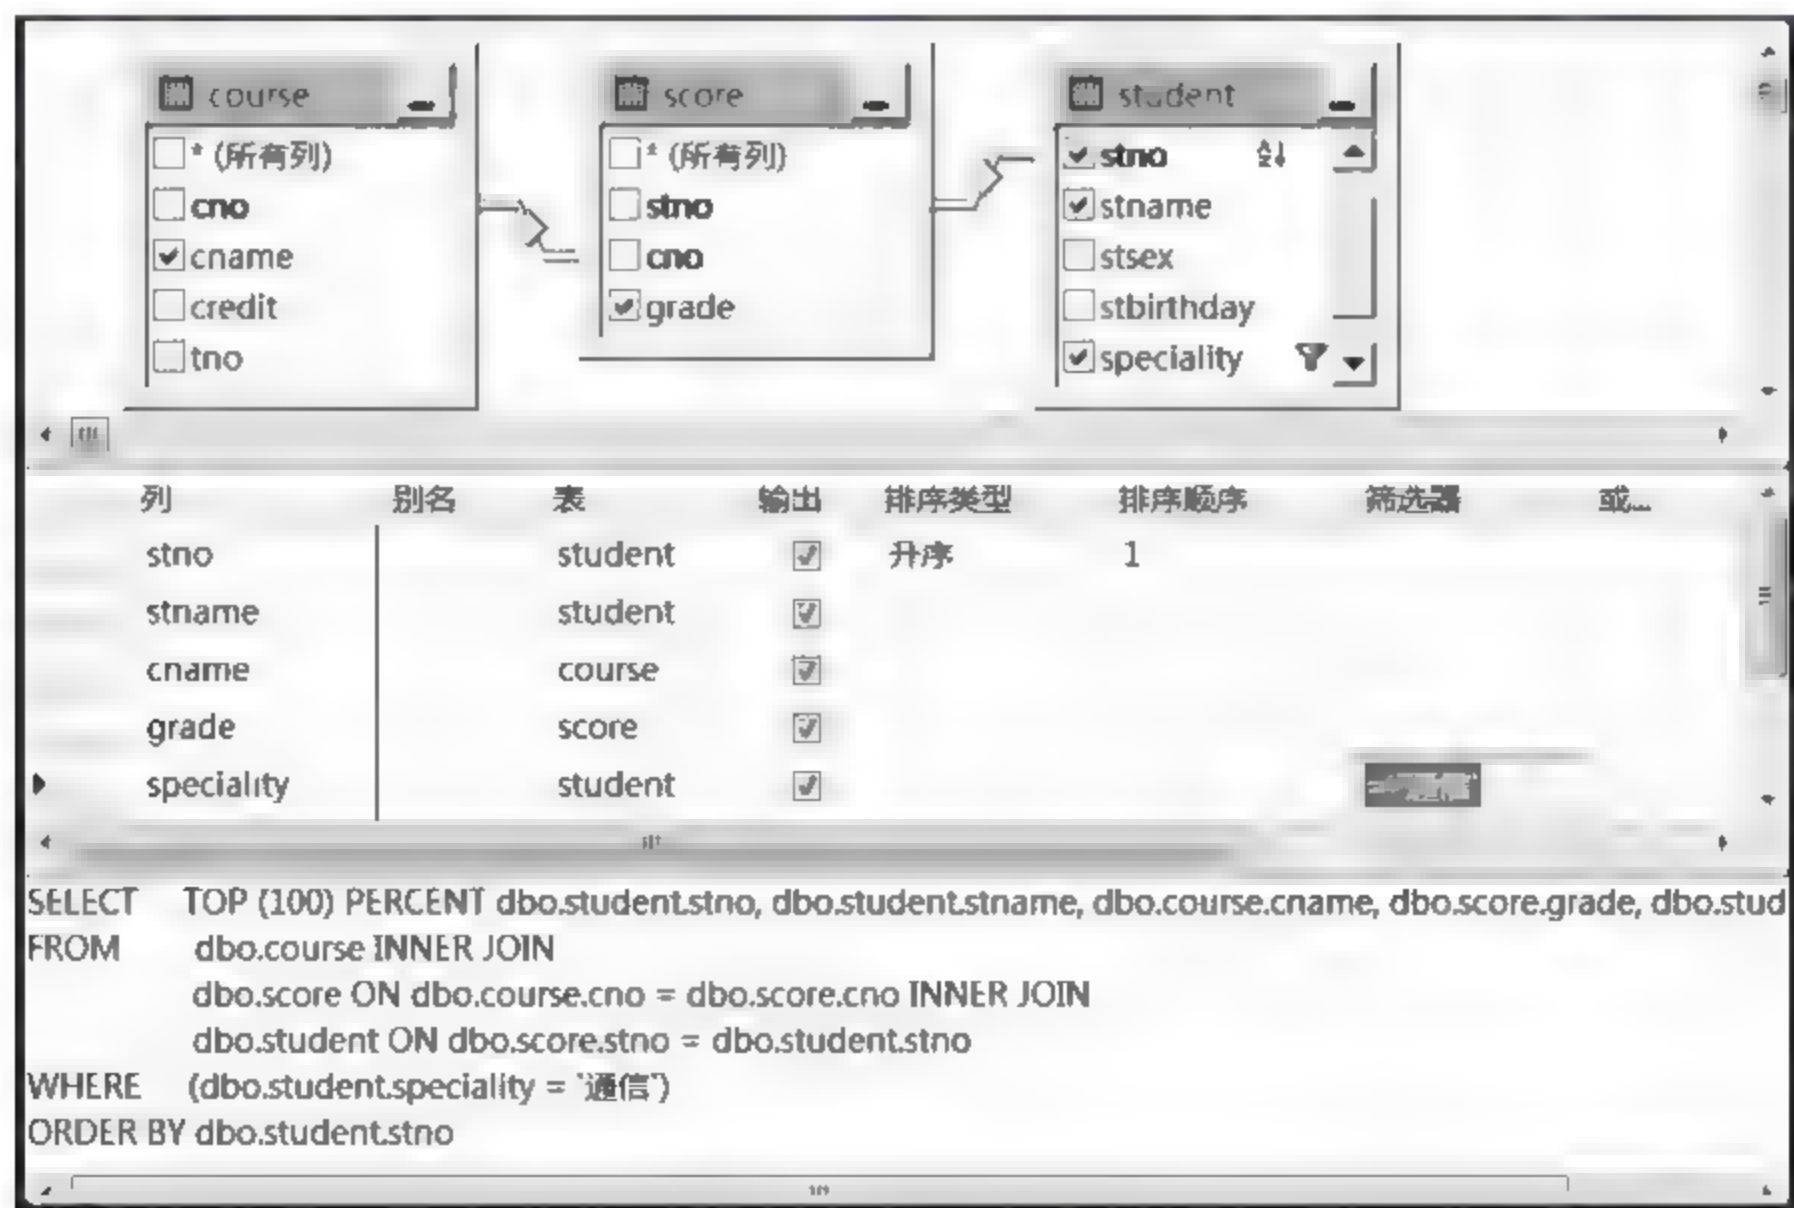 course
* (所有列)
cno
cname
credit
tno
score
* (所有列)
stno
cno
grade
student
stno
stname
stsex
stbirthday
speciality
列 别名 表 输出 排序类型 排序顺序 筛选器 或...
stno student 升序 1
stname student
cname course
grade score
speciality student
SELECT TOP (100) PERCENT dbo.student.stno, dbo.student.stname, dbo.course.cname, dbo.score.grade, dbo.stud
FROM dbo.course INNER JOIN
dbo.score ON dbo.course.cno = dbo.score.cno INNER JOIN
dbo.student ON dbo.score.stno = dbo.student.stno
WHERE (dbo.student.speciality = '通信')
ORDER BY dbo.student.stno